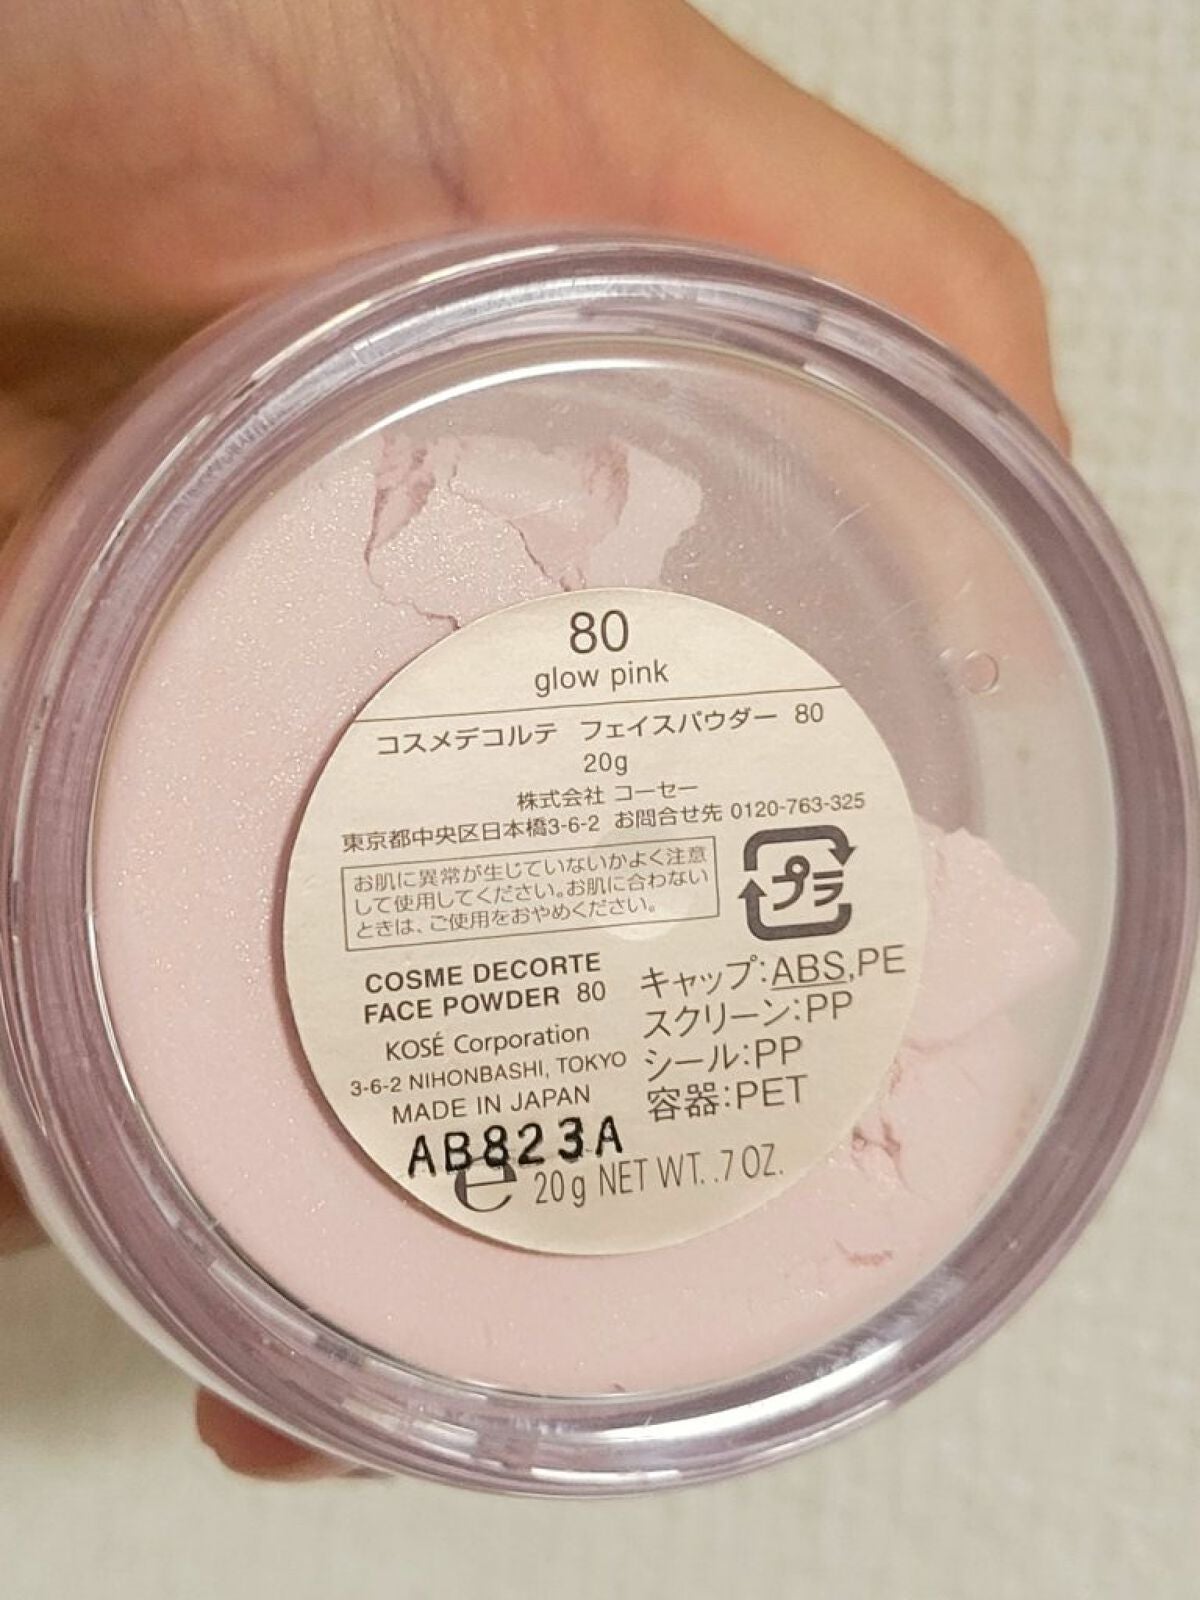 80
glow pink
コスメデコルテ フェイスパウダー 80
20g
株式会社 コーセー
東京都中央区日本橋3-6-2 お問合せ先 0120-763-325
お肌に異常が生じていないかよく注意
して使用してください。お肌に合わない
ときは、ご使用をおやめください。
プラ
COSME DECORTE
FACE POWDER 80
KOSÉ Corporation
3-6-2 NIHONBASHI, TOKYO
MADE IN JAPAN
キャップ:ABS,PE
スクリーン:PP
シール:PP
容器:PET
AB823A
e 20g NET WT. .7 OZ.